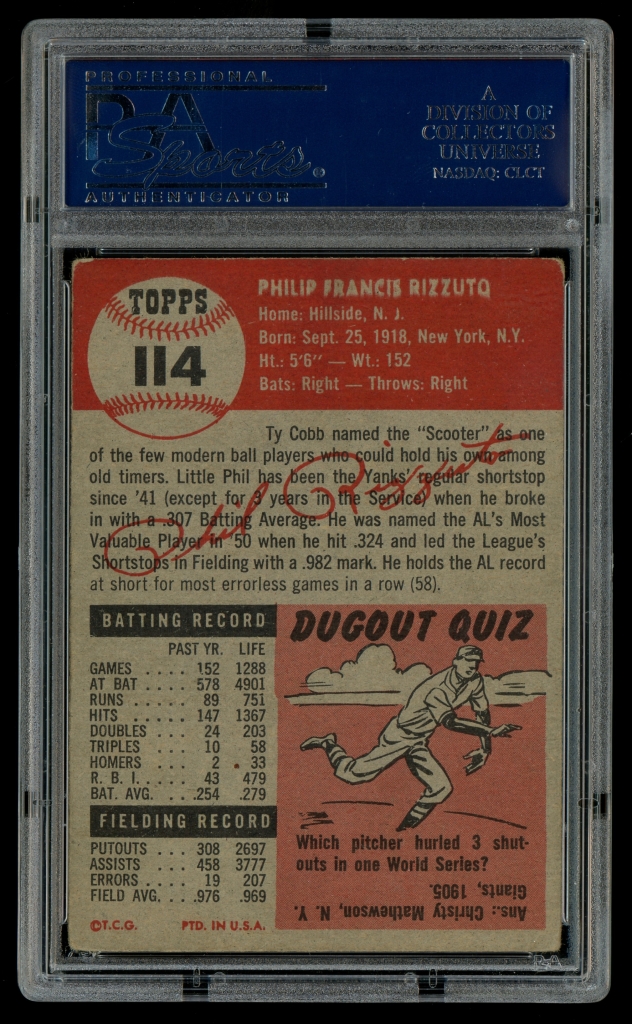 PROFESSIONAL
PSA
Sports®
AUTHENTICATOR
A
DIVISION OF
COLLECTORS
UNIVERSE
NASDAQ: CLCT
TOPPS
114
PHILIP FRANCIS RIZZUTO
Home: Hillside, N. J.
Born: Sept. 25, 1918, New York, N.Y.
Ht.: 5'6" — Wt.: 152
Bats: Right — Throws: Right
Ty Cobb named the "Scooter" as one
of the few modern ball players who could hold his own among
old timers. Little Phil has been the Yanks' regular shortstop
since '41 (except for 3 years in the Service) when he broke
in with a .307 Batting Average. He was named the AL's Most
Valuable Player in '50 when he hit .324 and led the League's
Shortstops in Fielding with a .982 mark. He holds the AL record
at short for most errorless games in a row (58).
Phil Rizzuto
BATTING RECORD
PAST YR. LIFE
GAMES .... 152 1288
AT BAT .... 578 4901
RUNS .... 89 751
HITS ..... 147 1367
DOUBLES .... 24 203
TRIPLES .... 10 58
HOMERS .... 2 33
R. B. I. .... 43 479
BAT. AVG. ... .254 .279
FIELDING RECORD
PUTOUTS ... 308 2697
ASSISTS ... 458 3777
ERRORS .... 19 207
FIELD AVG. ... .976 .969
©T.C.G. PTD. IN U.S.A.
DUGOUT QUIZ
Which pitcher hurled 3 shut-
outs in one World Series?
Ans.: Christy Mathewson, N. Y.
Giants, 1905.
PSA